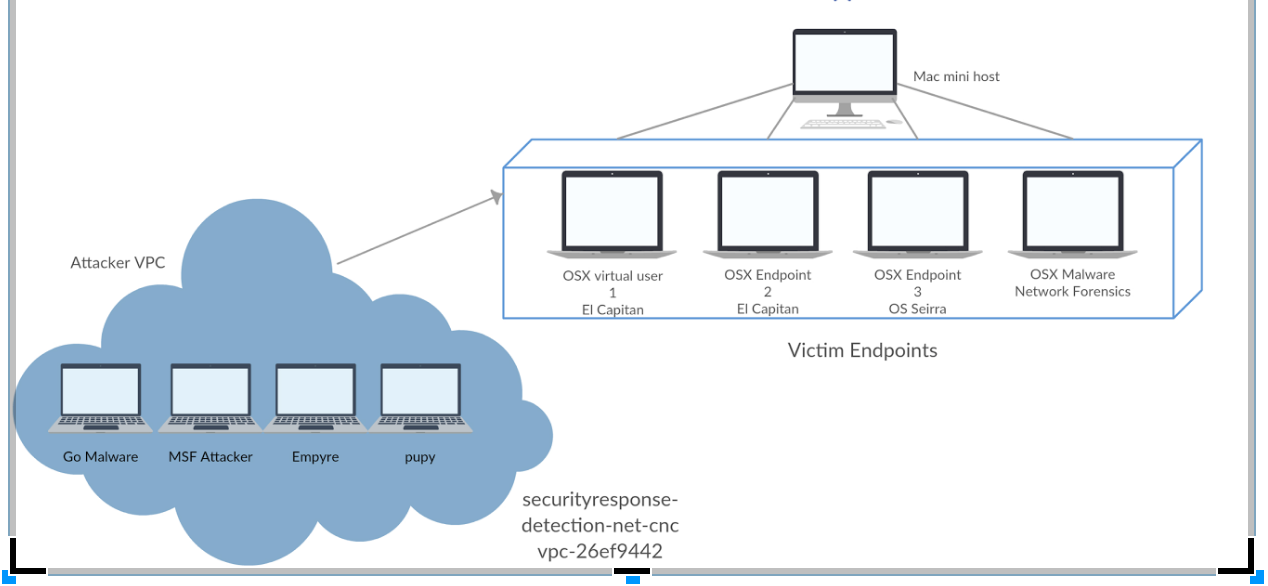 Mac mini host
OSX virtual user
1
El Capitan
OSX Endpoint
2
El Capitan
OSX Endpoint
3
OS Seirra
OSX Malware
Network Forensics
Victim Endpoints
Attacker VPC
Go Malware
MSF Attacker
Empyre
pupy
securityresponse-
detection-net-cnc
vpc-26ef9442